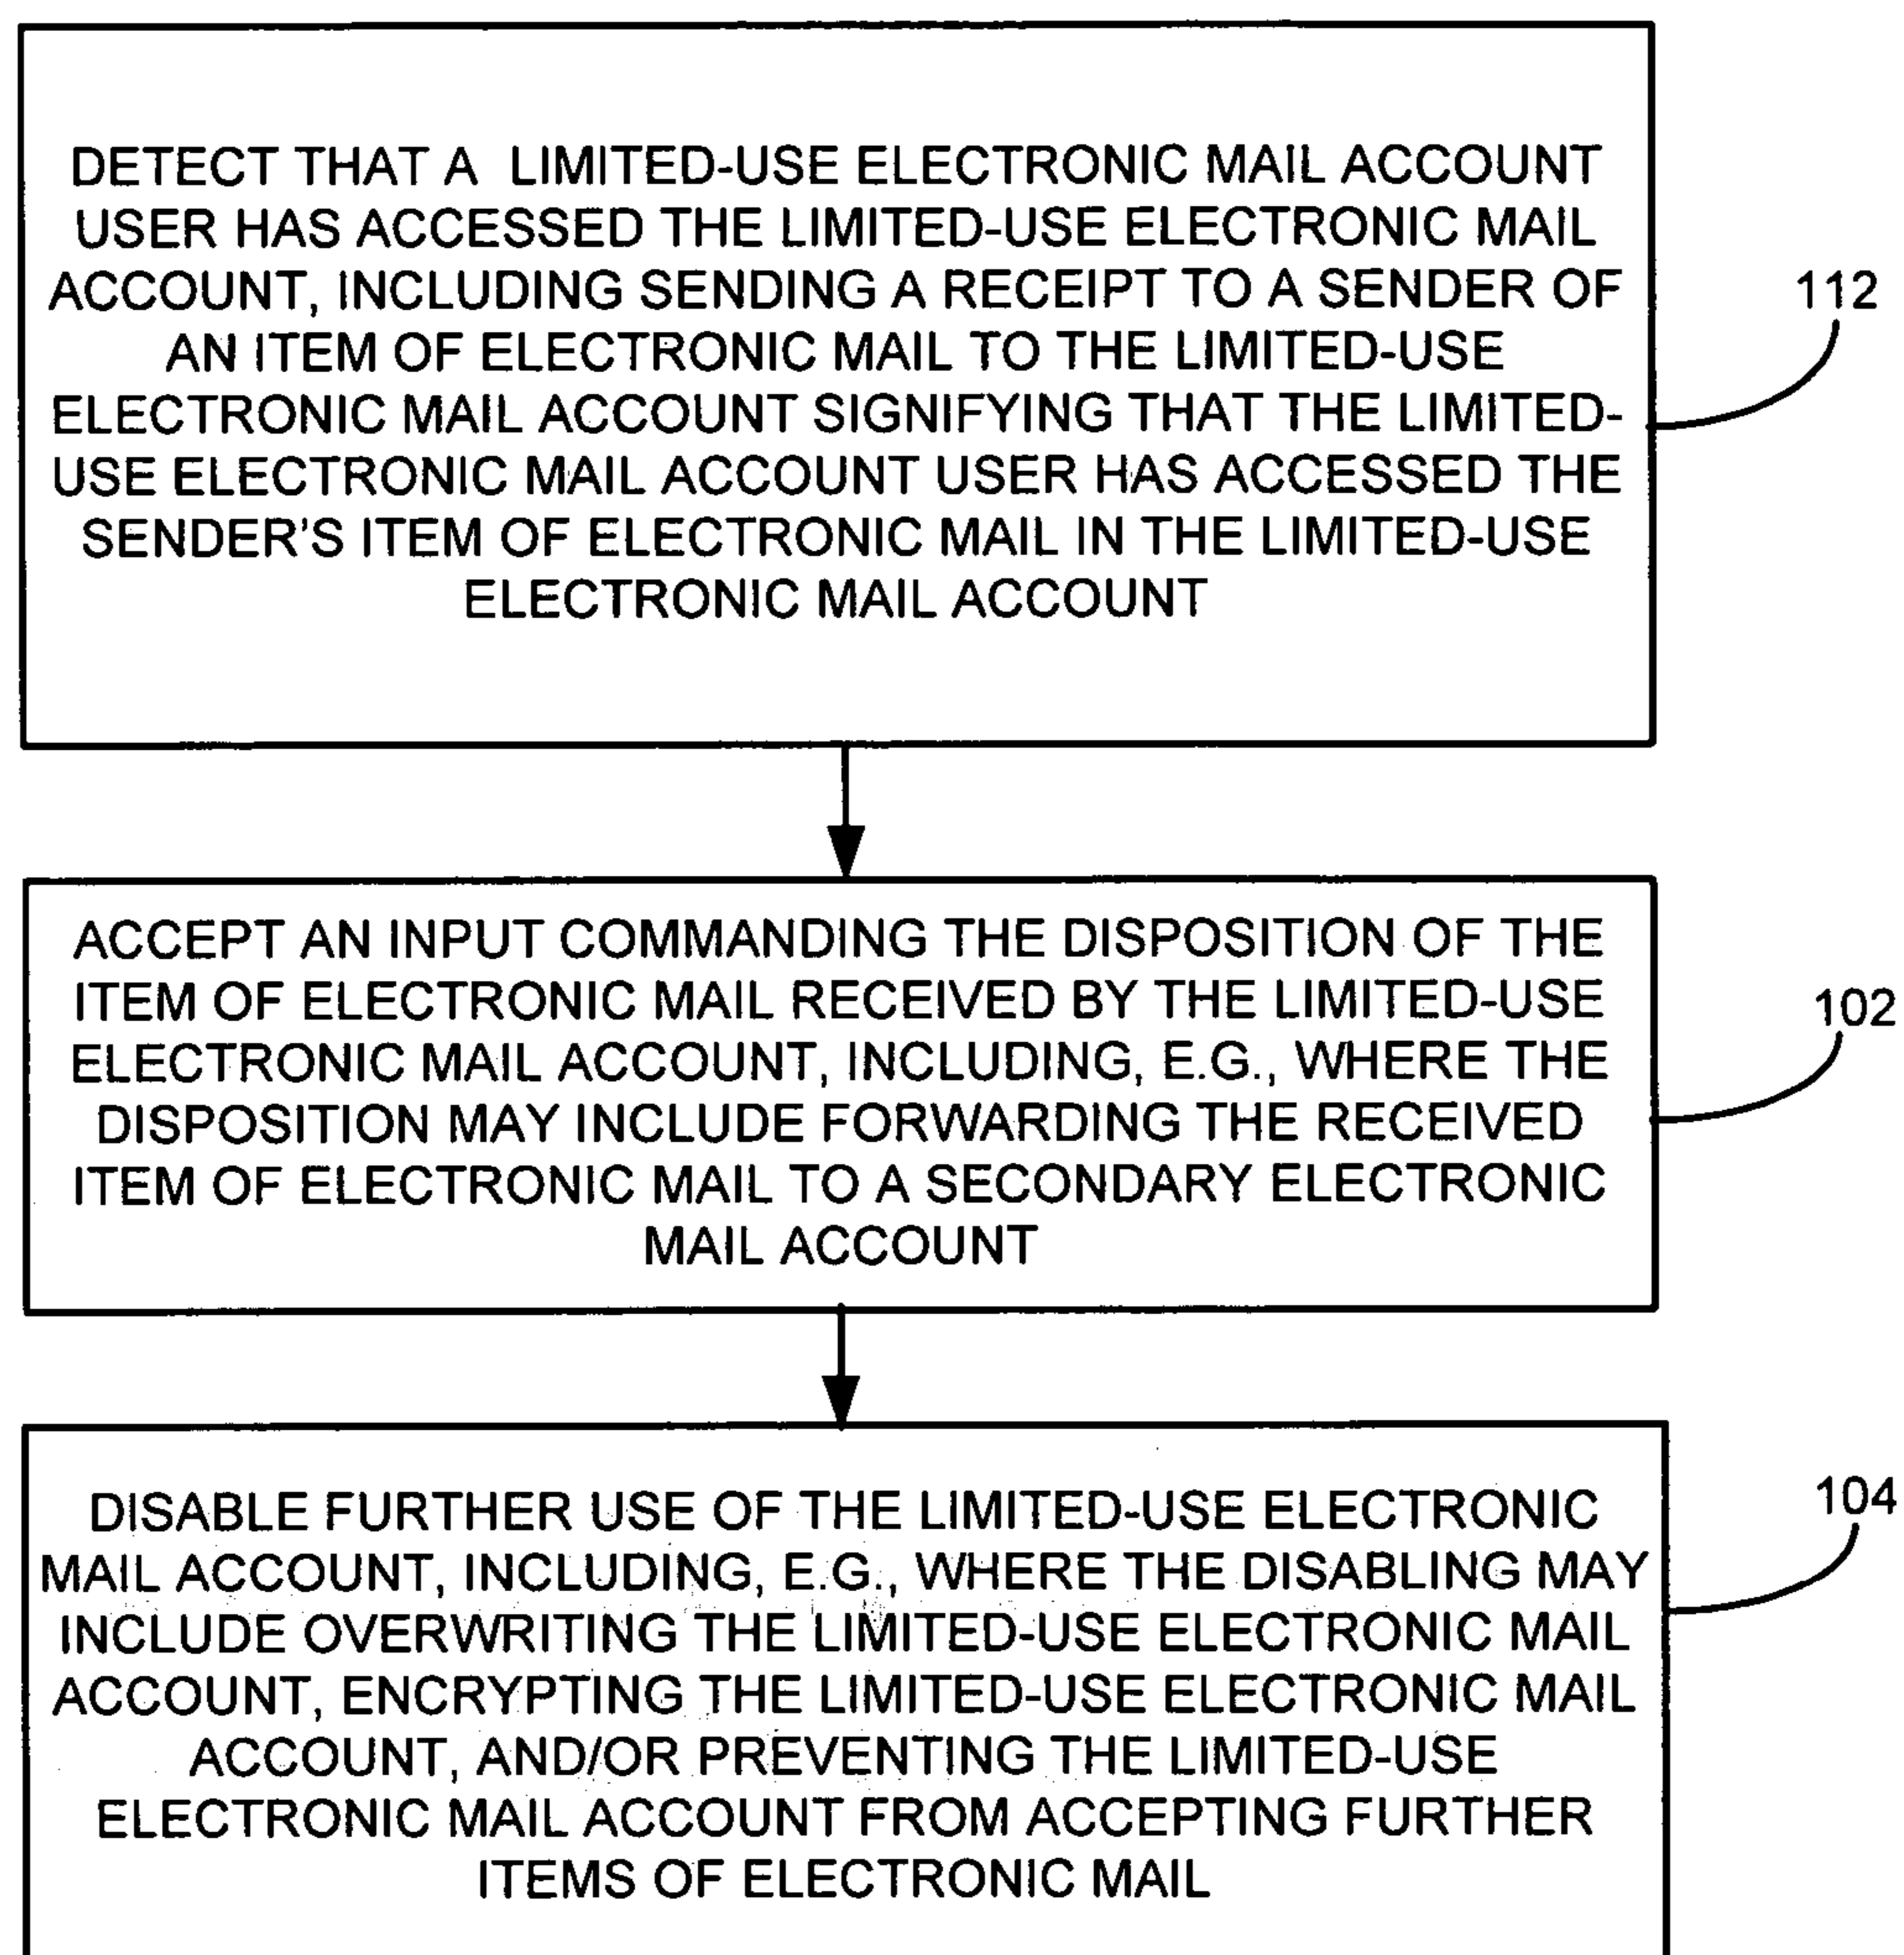 DETECT THAT A LIMITED-USE ELECTRONIC MAIL ACCOUNT
USER HAS ACCESSED THE LIMITED-USE ELECTRONIC MAIL
ACCOUNT, INCLUDING SENDING A RECEIPT TO A SENDER OF
AN ITEM OF ELECTRONIC MAIL TO THE LIMITED-USE
ELECTRONIC MAIL ACCOUNT SIGNIFYING THAT THE LIMITED-
USE ELECTRONIC MAIL ACCOUNT USER HAS ACCESSED THE
SENDER'S ITEM OF ELECTRONIC MAIL IN THE LIMITED-USE
ELECTRONIC MAIL ACCOUNT
112
ACCEPT AN INPUT COMMANDING THE DISPOSITION OF THE
ITEM OF ELECTRONIC MAIL RECEIVED BY THE LIMITED-USE
ELECTRONIC MAIL ACCOUNT, INCLUDING, E.G., WHERE THE
DISPOSITION MAY INCLUDE FORWARDING THE RECEIVED
ITEM OF ELECTRONIC MAIL TO A SECONDARY ELECTRONIC
MAIL ACCOUNT
102
DISABLE FURTHER USE OF THE LIMITED-USE ELECTRONIC
MAIL ACCOUNT, INCLUDING, E.G., WHERE THE DISABLING MAY
INCLUDE OVERWRITING THE LIMITED-USE ELECTRONIC MAIL
ACCOUNT, ENCRYPTING THE LIMITED-USE ELECTRONIC MAIL
ACCOUNT, AND/OR PREVENTING THE LIMITED-USE
ELECTRONIC MAIL ACCOUNT FROM ACCEPTING FURTHER
ITEMS OF ELECTRONIC MAIL
104